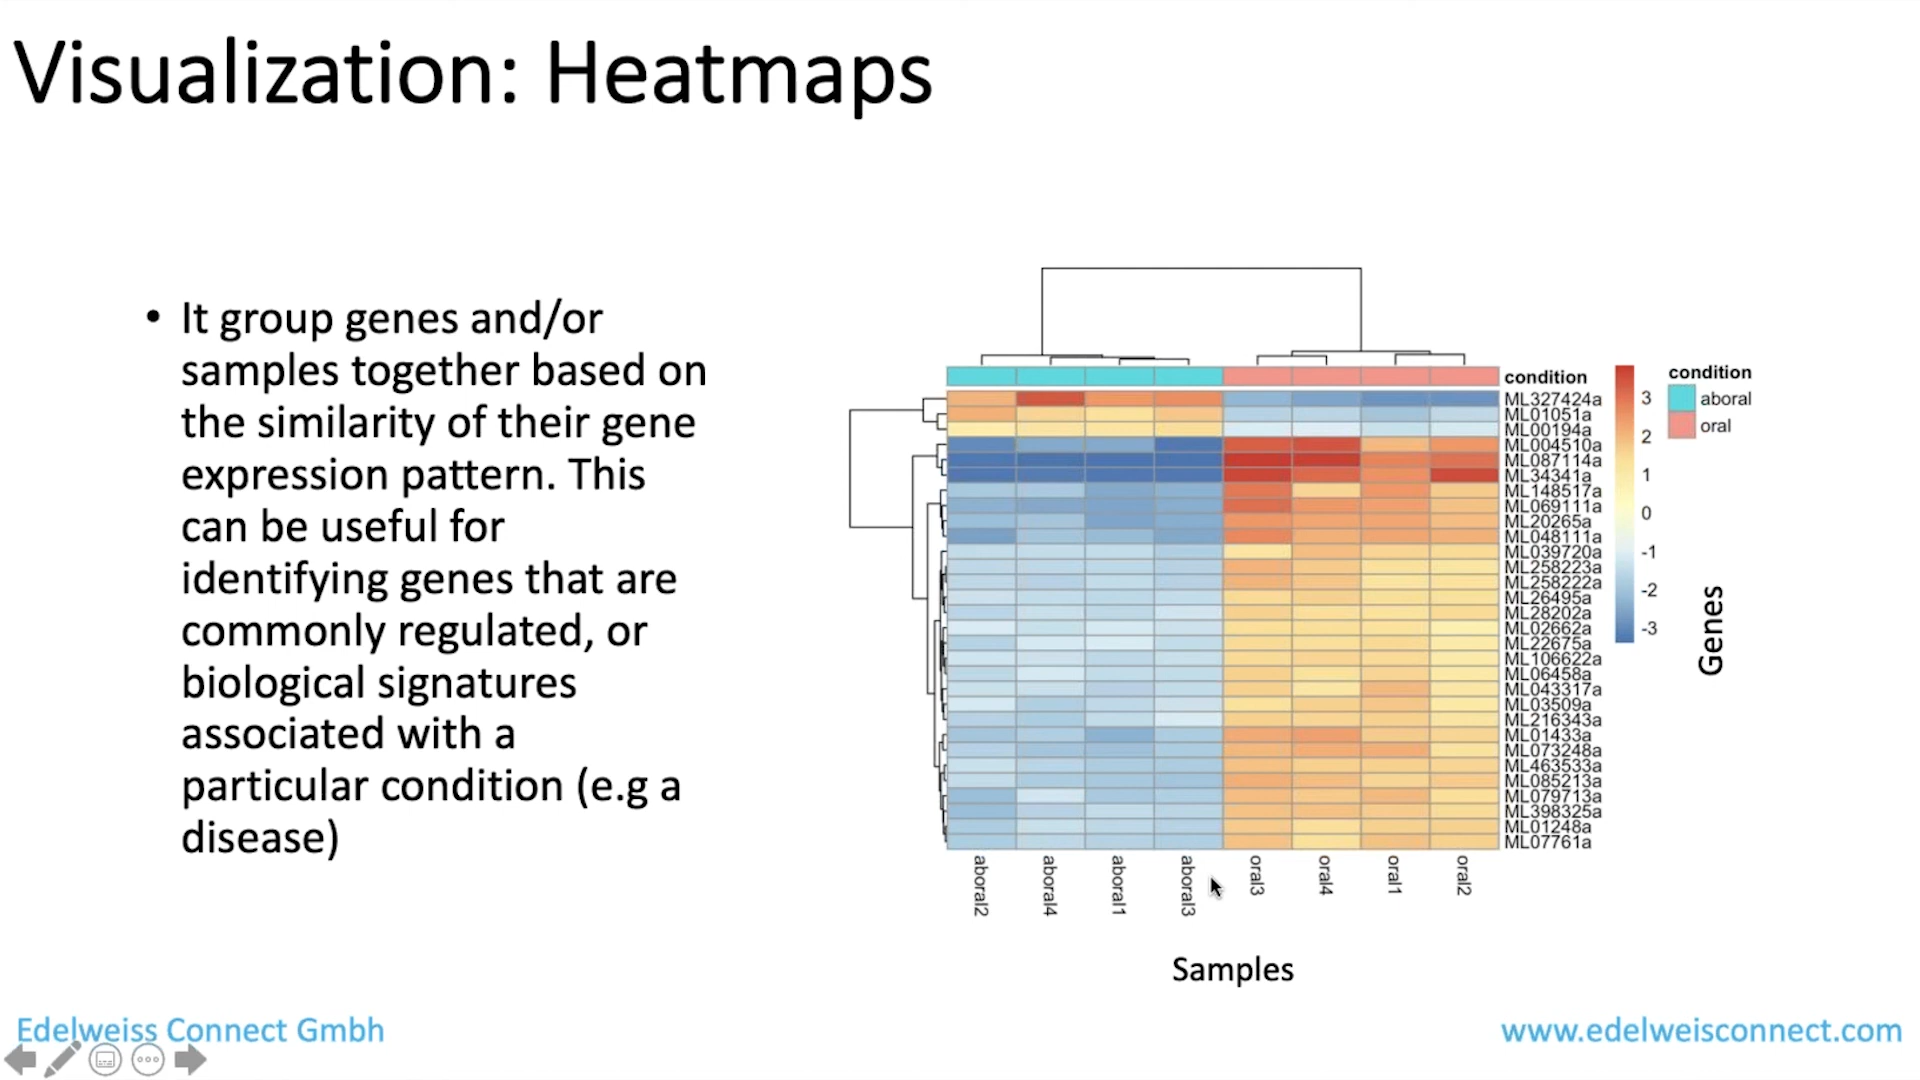 Visualization: Heatmaps
• It group genes and/or
samples together based on
the similarity of their gene
expression pattern. This
can be useful for
identifying genes that are
commonly regulated, or
biological signatures
associated with a
particular condition (e.g a
disease)
condition
ML327424a
ML01051a
ML00194a
ML004510a
ML087114a
ML34341a
ML148517a
ML069111a
ML20265a
ML048111a
ML039720a
ML258223a
ML258222a
ML26495a
ML28202a
ML02662a
ML22675a
ML106622a
ML06458a
ML043317a
ML03509a
ML216343a
ML01433a
ML073248a
ML463533a
ML085213a
ML079713a
ML398325a
ML01248a
ML07761a
3
2
1
0
-1
-2
-3
condition
aboral
oral
Genes
aboral2
aboral4
aboral1
aboral3
oral3
oral4
oral1
oral2
Samples
Edelweiss Connect Gmbh
www.edelweisconnect.com